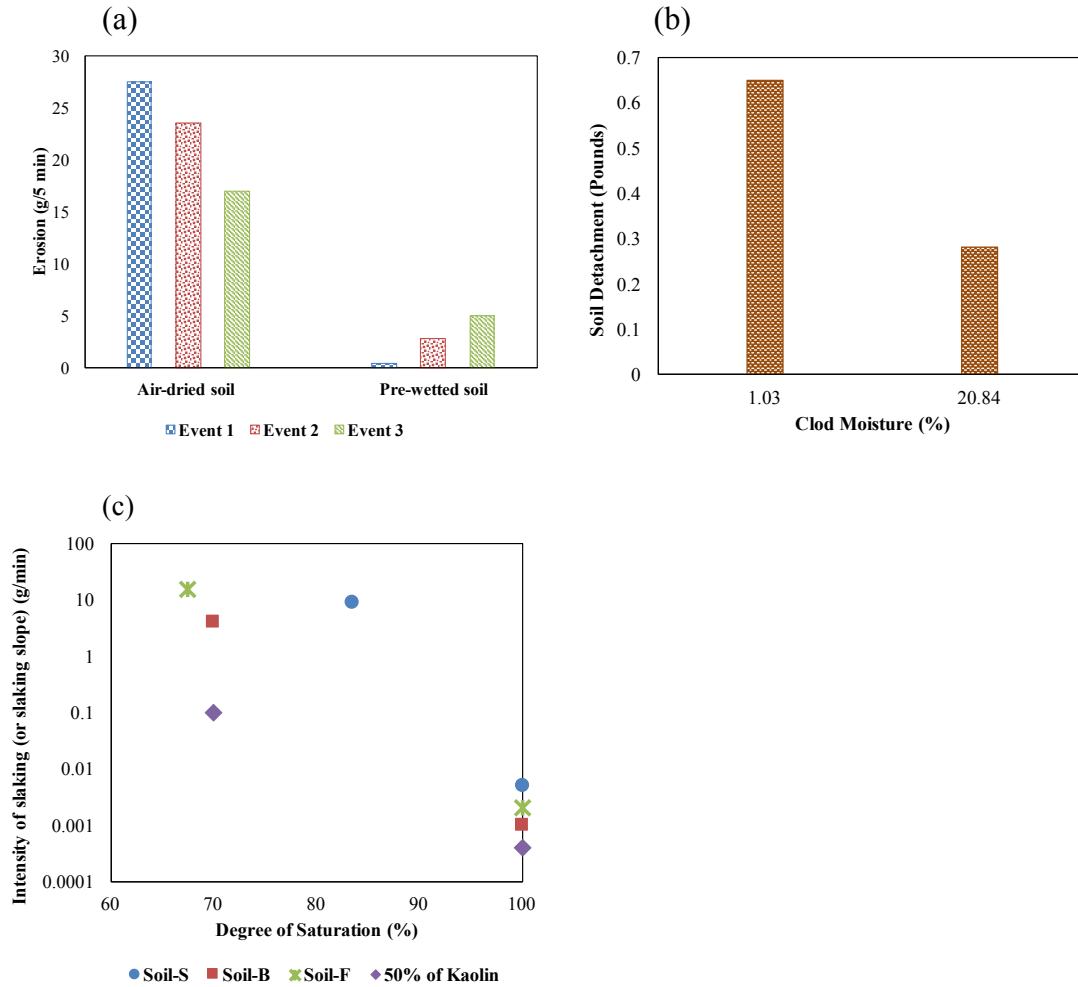 (a)
30
25
20
15
10
5
0
Erosion (g/5 min)
Air-dried soil Pre-wetted soil
Event 1 Event 2 Event 3
(b)
0.7
0.6
0.5
0.4
0.3
0.2
0.1
0
Soil Detachment (Pounds)
1.03 20.84
Clod Moisture (%)
(c)
100
10
1
0.1
0.01
0.001
0.0001
Intensity of slaking (or slaking slope) (g/min)
60 70 80 90 100
Degree of Saturation (%)
Soil-S Soil-B Soil-F 50% of Kaolin